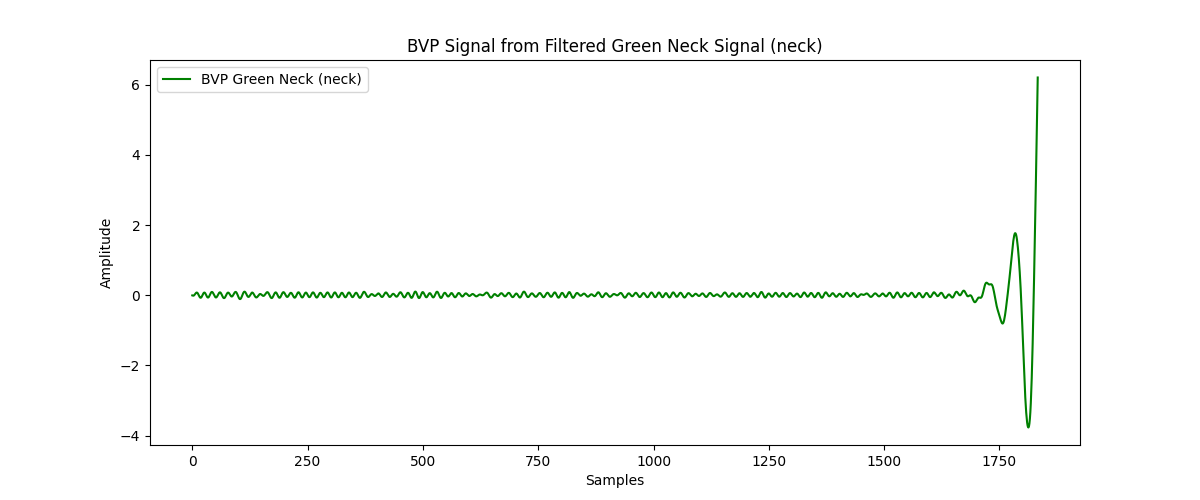 BVP Signal from Filtered Green Neck Signal (neck)
BVP Green Neck (neck)
6
4
2
0
−2
−4
Amplitude
0 250 500 750 1000 1250 1500 1750
Samples